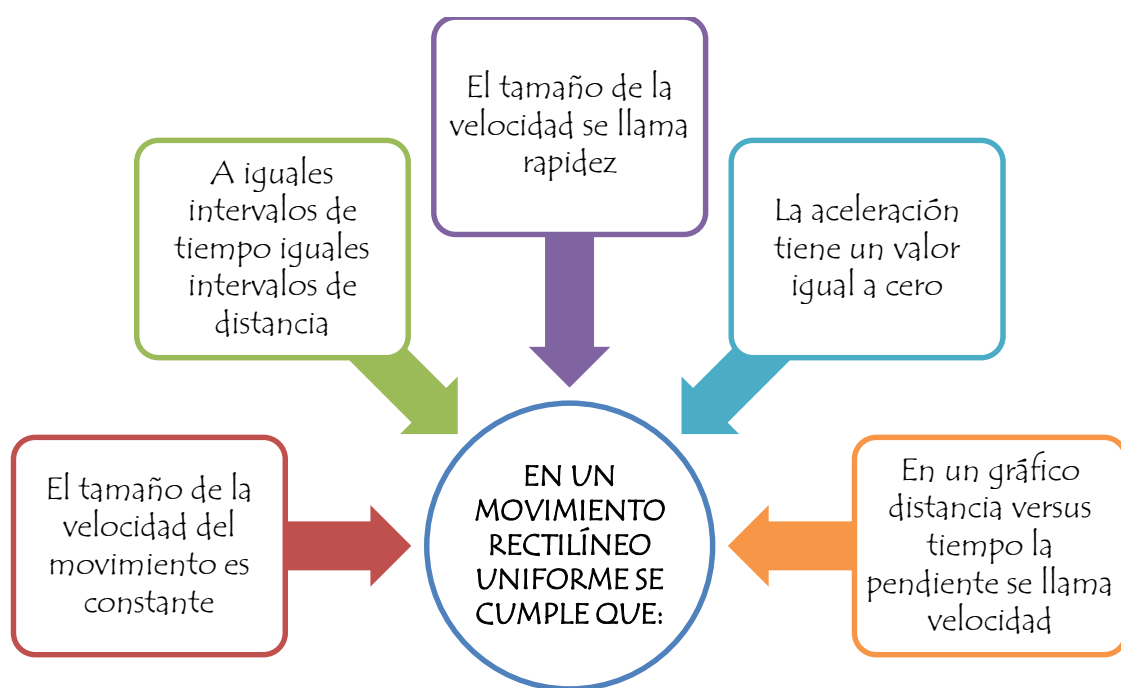 El tamaño de la
velocidad se llama
rapidez
A iguales
intervalos de
tiempo iguales
intervalos de
distancia
La aceleración
tiene un valor
igual a cero
El tamaño de la
velocidad del
movimiento es
constante
EN UN
MOVIMIENTO
RECTILÍNEO
UNIFORME SE
CUMPLE QUE:
En un gráfico
distancia versus
tiempo la
pendiente se llama
velocidad